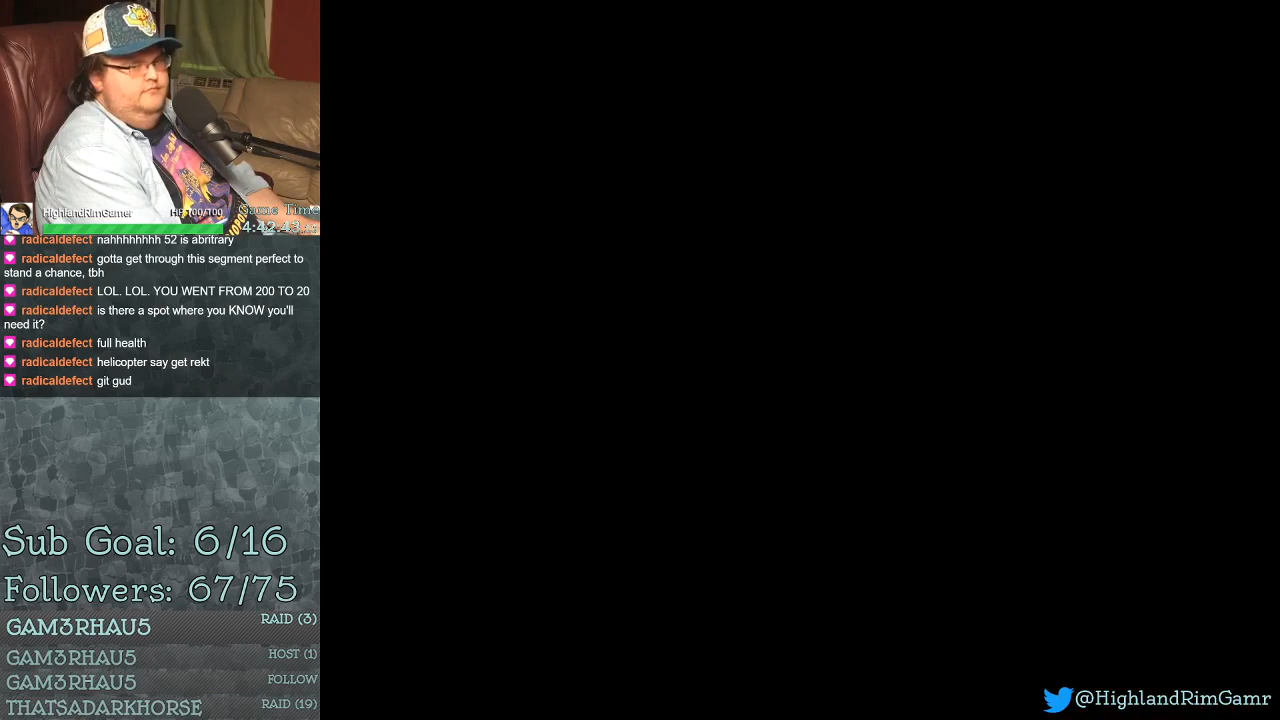 HighlandRimGamer HP 100/100
Game Time
4:42:43
radicaldefect nahhhhhhhh 52 is abritrary
radicaldefect gotta get through this segment perfect to
stand a chance, tbh
radicaldefect LOL. LOL. YOU WENT FROM 200 TO 20
radicaldefect is there a spot where you KNOW you'll
need it?
radicaldefect full health
radicaldefect helicopter say get rekt
radicaldefect git gud
Sub Goal: 6/16
Followers: 67/75
GAM3RHAU5 RAID (3)
GAM3RHAU5 HOST (1)
GAM3RHAU5 FOLLOW
THATSADARKHORSE RAID (19)
@HighlandRimGamr